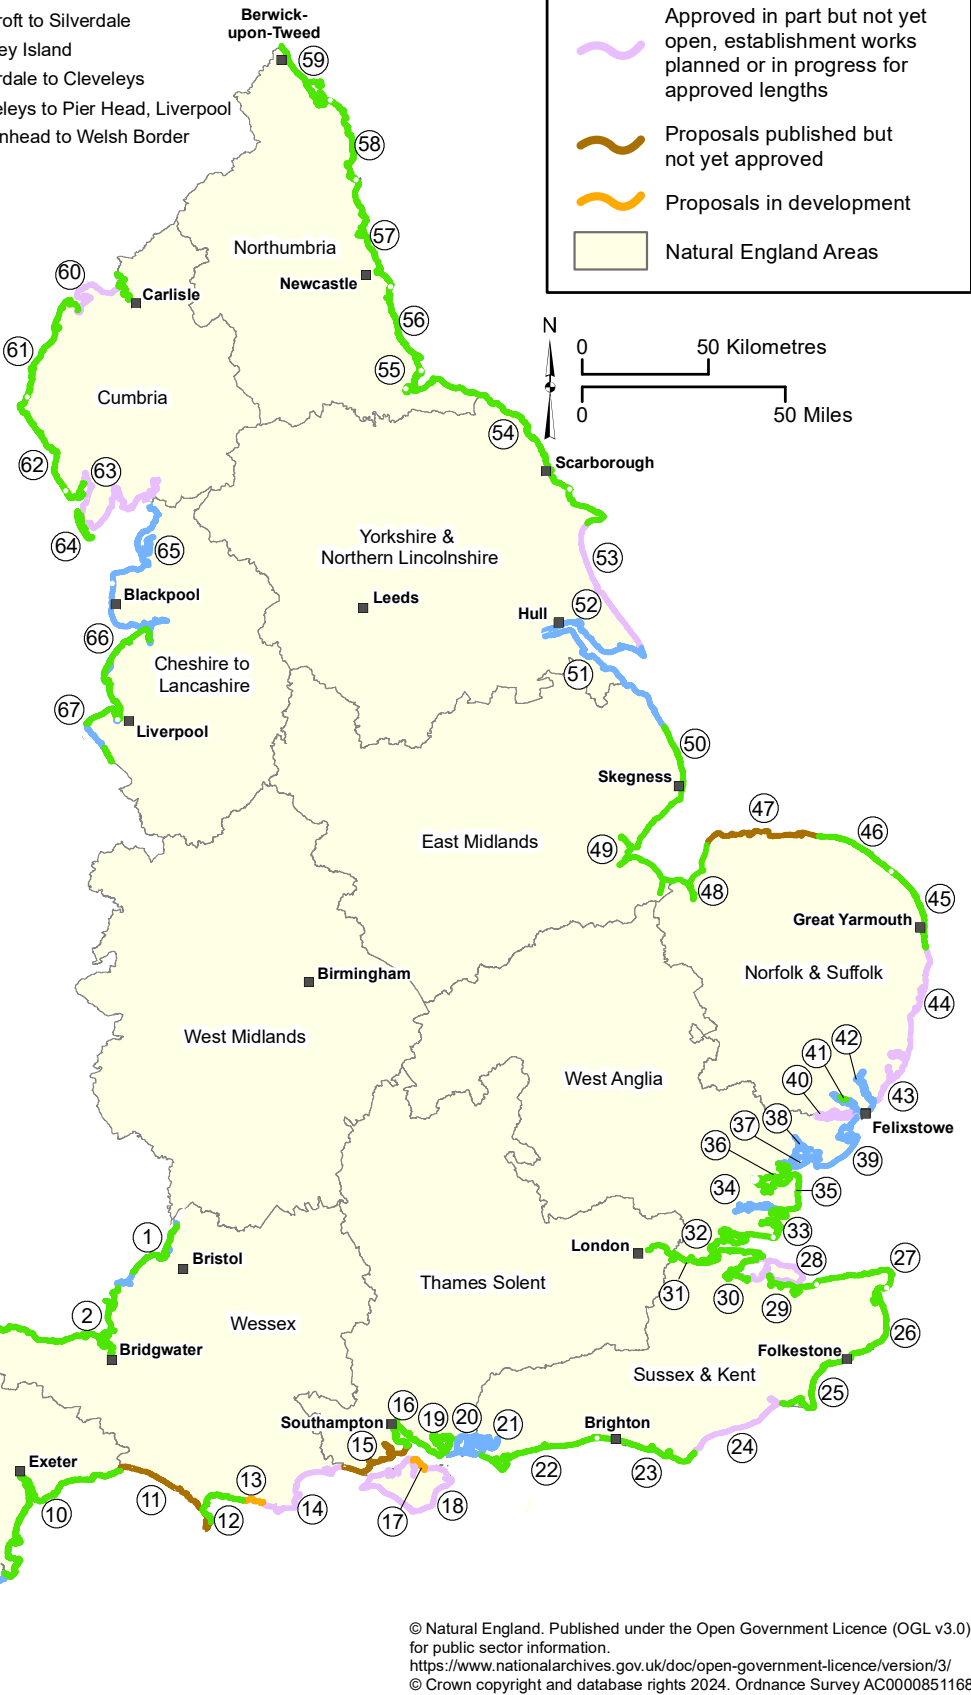 roft to Silverdale
ey Island
rdale to Cleveleys
eleys to Pier Head, Liverpool
nhead to Welsh Border
Berwick-
upon-Tweed
Approved in part but not yet
open, establishment works
planned or in progress for
approved lengths
Proposals published but
not yet approved
Proposals in development
Natural England Areas
N
0 50 Kilometres
0 50 Miles
59
58
57
Northumbria
Newcastle
60
Carlisle
56
61
55
Cumbria
54
Scarborough
62
63
64
65
Yorkshire &
Northern Lincolnshire
53
Blackpool
Leeds
Hull
52
66
Cheshire to
Lancashire
51
67
Liverpool
50
Skegness
47
46
East Midlands
49
48
45
Great Yarmouth
Birmingham
Norfolk & Suffolk
44
West Midlands
42
41
West Anglia
40
43
Felixstowe
38
37
36
39
34
35
1
33
32
Bristol
London
28
27
Thames Solent
31
30
29
2
Wessex
26
Bridgwater
Folkestone
Sussex & Kent
25
16
Southampton
19
20
21
Brighton
15
24
Exeter
22
23
13
11
14
18
10
12
17
© Natural England. Published under the Open Government Licence (OGL v3.0)
for public sector information.
https://www.nationalarchives.gov.uk/doc/open-government-licence/version/3/
© Crown copyright and database rights 2024. Ordnance Survey AC0000851168